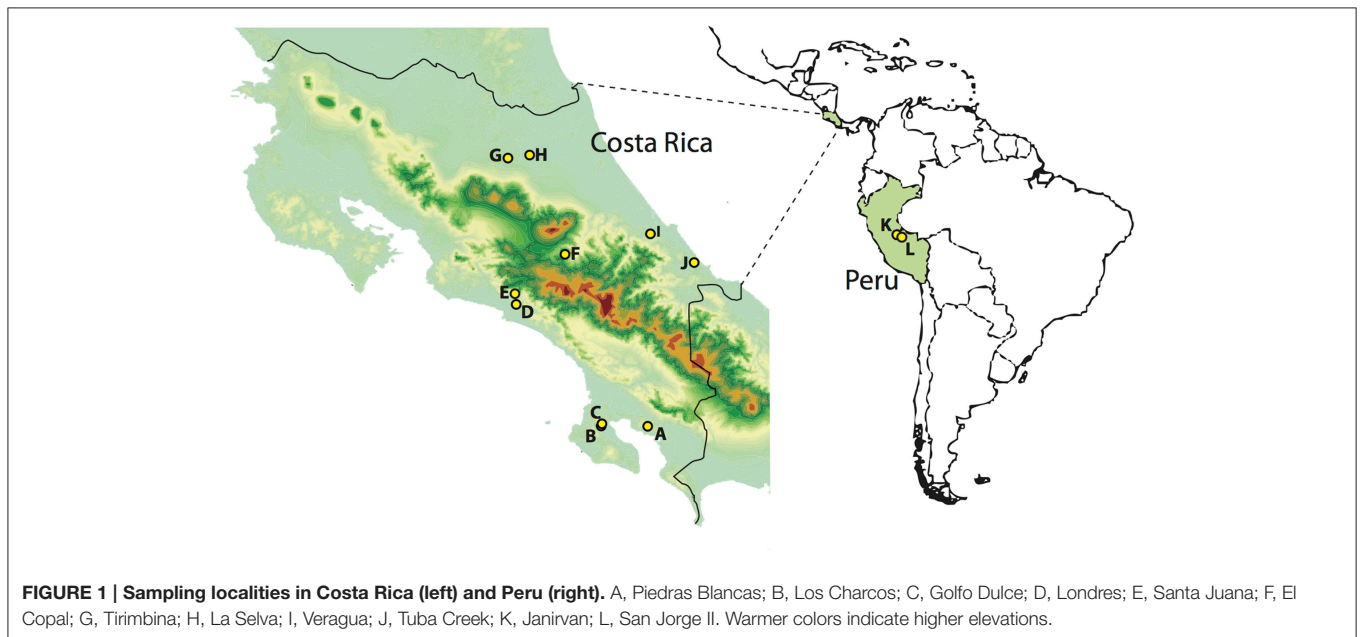 Costa Rica
G
H
I
F
J
E
D
C
B
A
K
L
Peru
FIGURE 1 | Sampling localities in Costa Rica (left) and Peru (right). A, Piedras Blancas; B, Los Charcos; C, Golfo Dulce; D, Londres; E, Santa Juana; F, El
Copal; G, Tirimbina; H, La Selva; I, Veragua; J, Tuba Creek; K, Janirvan; L, San Jorge II. Warmer colors indicate higher elevations.